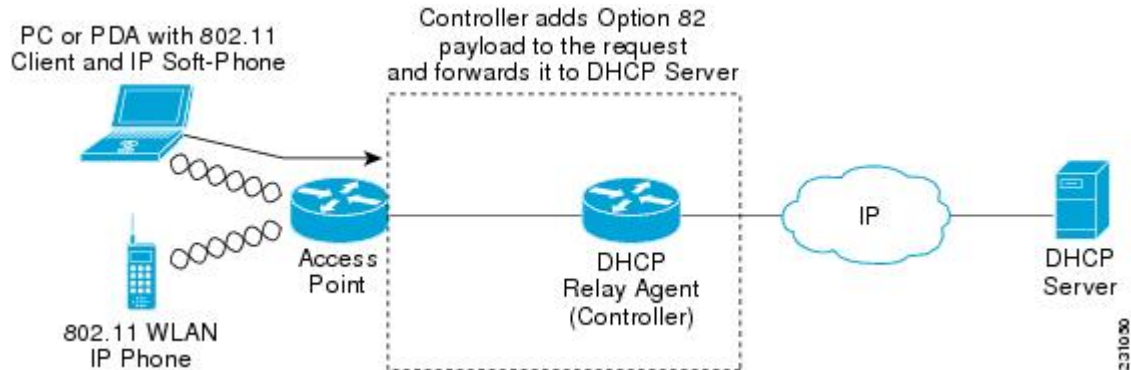 Controller adds Option 82
payload to the request
and forwards it to DHCP Server
PC or PDA with 802.11
Client and IP Soft-Phone
Access
Point
DHCP
Relay Agent
(Controller)
IP
DHCP
Server
802.11 WLAN
IP Phone
231050